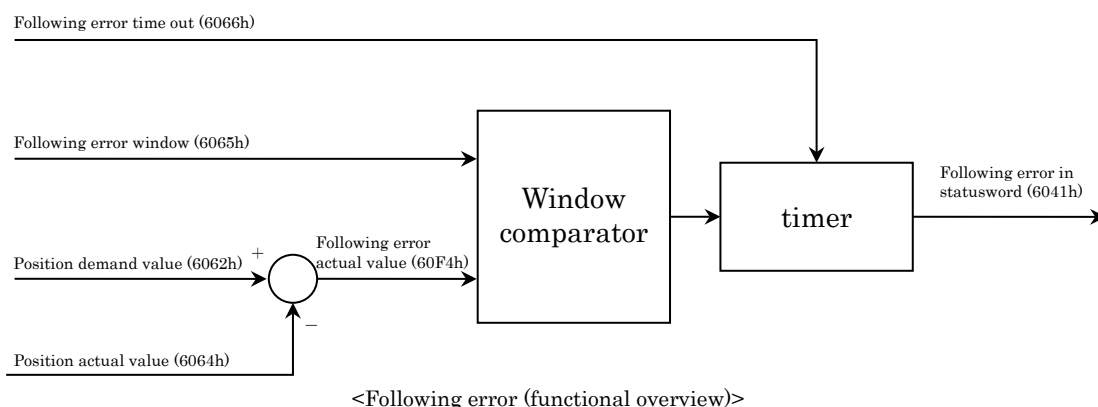 Following error time out (6066h)
Following error window (6065h)
Window
comparator
timer
Following error in
statusword (6041h)
Position demand value (6062h)
+
Following error
actual value (60F4h)
−
Position actual value (6064h)
<Following error (functional overview)>